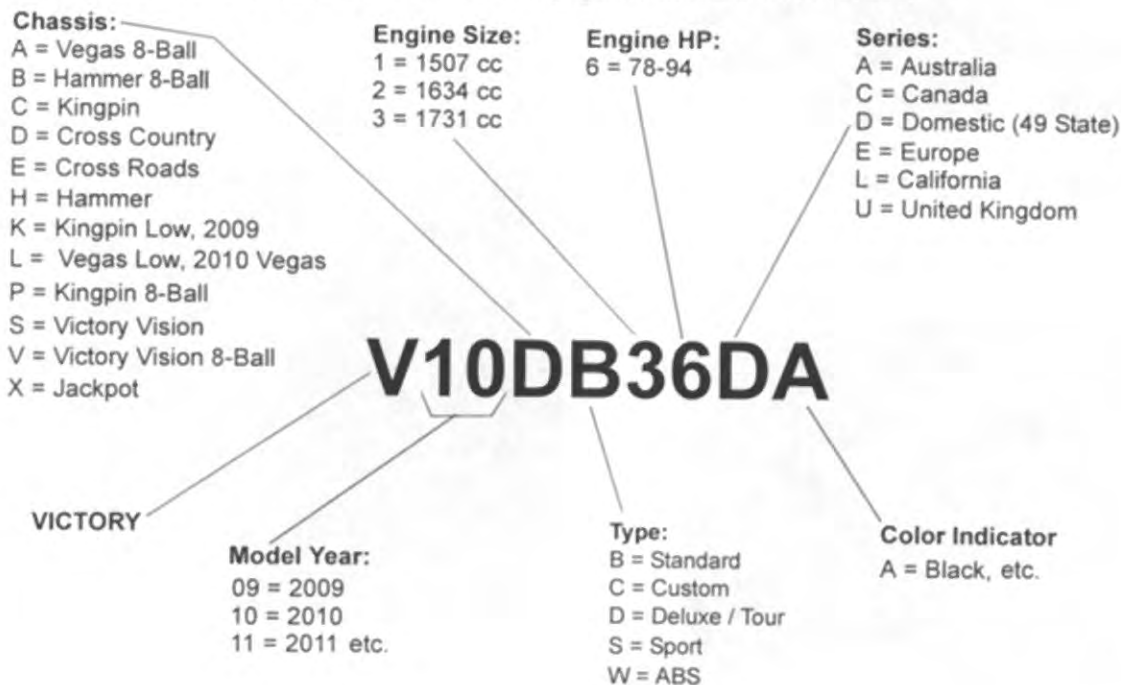 Chassis:
A = Vegas 8-Ball
B = Hammer 8-Ball
C = Kingpin
D = Cross Country
E = Cross Roads
H = Hammer
K = Kingpin Low, 2009
L = Vegas Low, 2010 Vegas
P = Kingpin 8-Ball
S = Victory Vision
V = Victory Vision 8-Ball
X = Jackpot
Engine Size:
1 = 1507 cc
2 = 1634 cc
3 = 1731 cc
Engine HP:
6 = 78-94
Series:
A = Australia
C = Canada
D = Domestic (49 State)
E = Europe
L = California
U = United Kingdom
V10DB36DA
VICTORY
Model Year:
09 = 2009
10 = 2010
11 = 2011 etc.
Type:
B = Standard
C = Custom
D = Deluxe / Tour
S = Sport
W = ABS
Color Indicator
A = Black, etc.